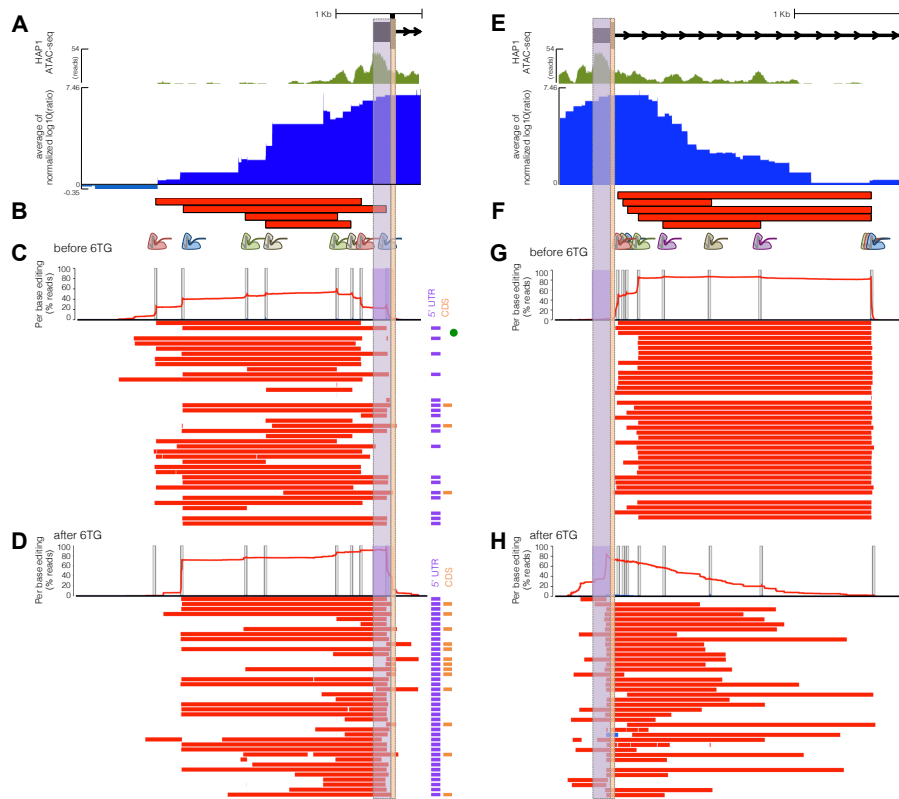 A
1 Kb
HAP1
ATAC-seq
(reads)
54
average of
normalized log10(ratio)
7.46
0
-0.35
B
C
before 6TG
Per base editing
(% reads)
100
80
60
40
20
0
5' UTR
CDS
D
after 6TG
Per base editing
(% reads)
100
80
60
40
20
0
5' UTR
CDS
E
1 Kb
HAP1
ATAC-seq
(reads)
54
average of
normalized log10(ratio)
7.46
0
F
G
before 6TG
Per base editing
(% reads)
100
80
60
40
20
0
H
after 6TG
Per base editing
(% reads)
100
80
60
40
20
0